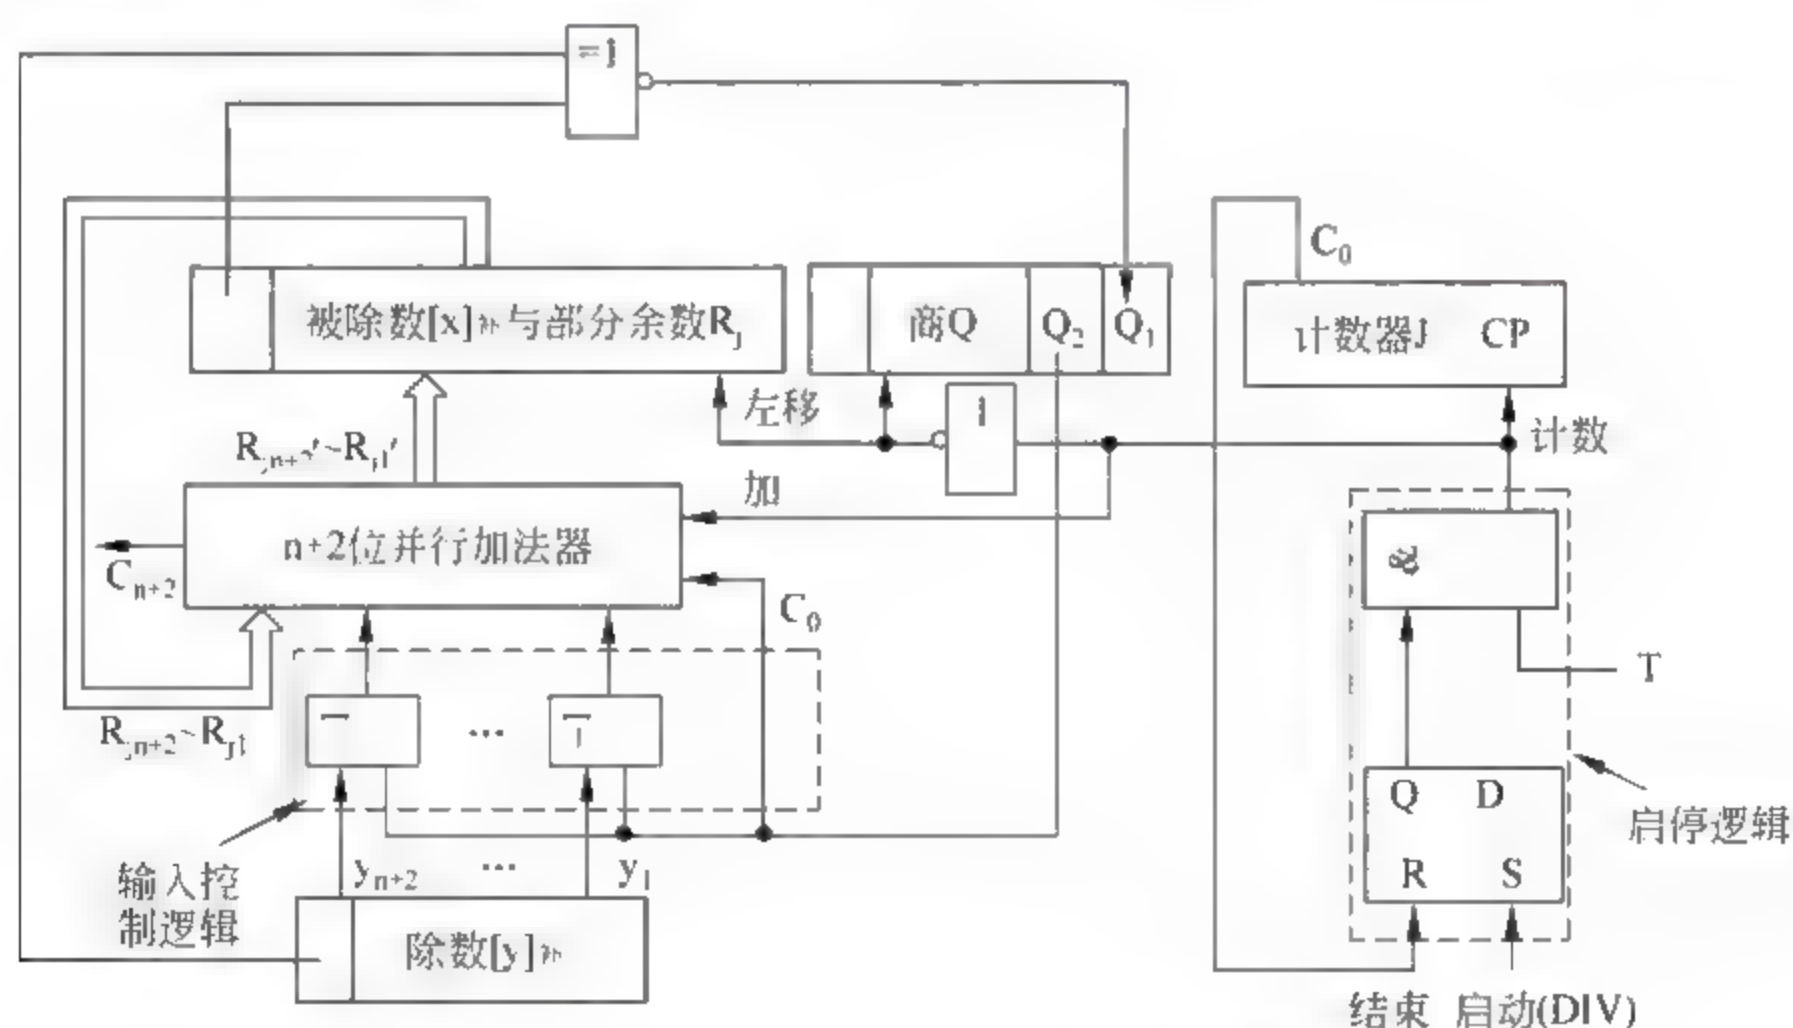 =1
C₀
被除数[x]补与部分余数Rⱼ
商Q
Q₂
Q₁
计数器J CP
左移
1
计数
Rⱼₙ₊₂′~Rⱼ₁′
加
n+2位并行加法器
Cₙ₊₂
C₀
&
T
Rⱼₙ₊₂~Rⱼ₁
...
Q D
R S
启停逻辑
输入控
制逻辑
yₙ₊₂
...
y₁
除数[y]补
结束 启动(DIV)